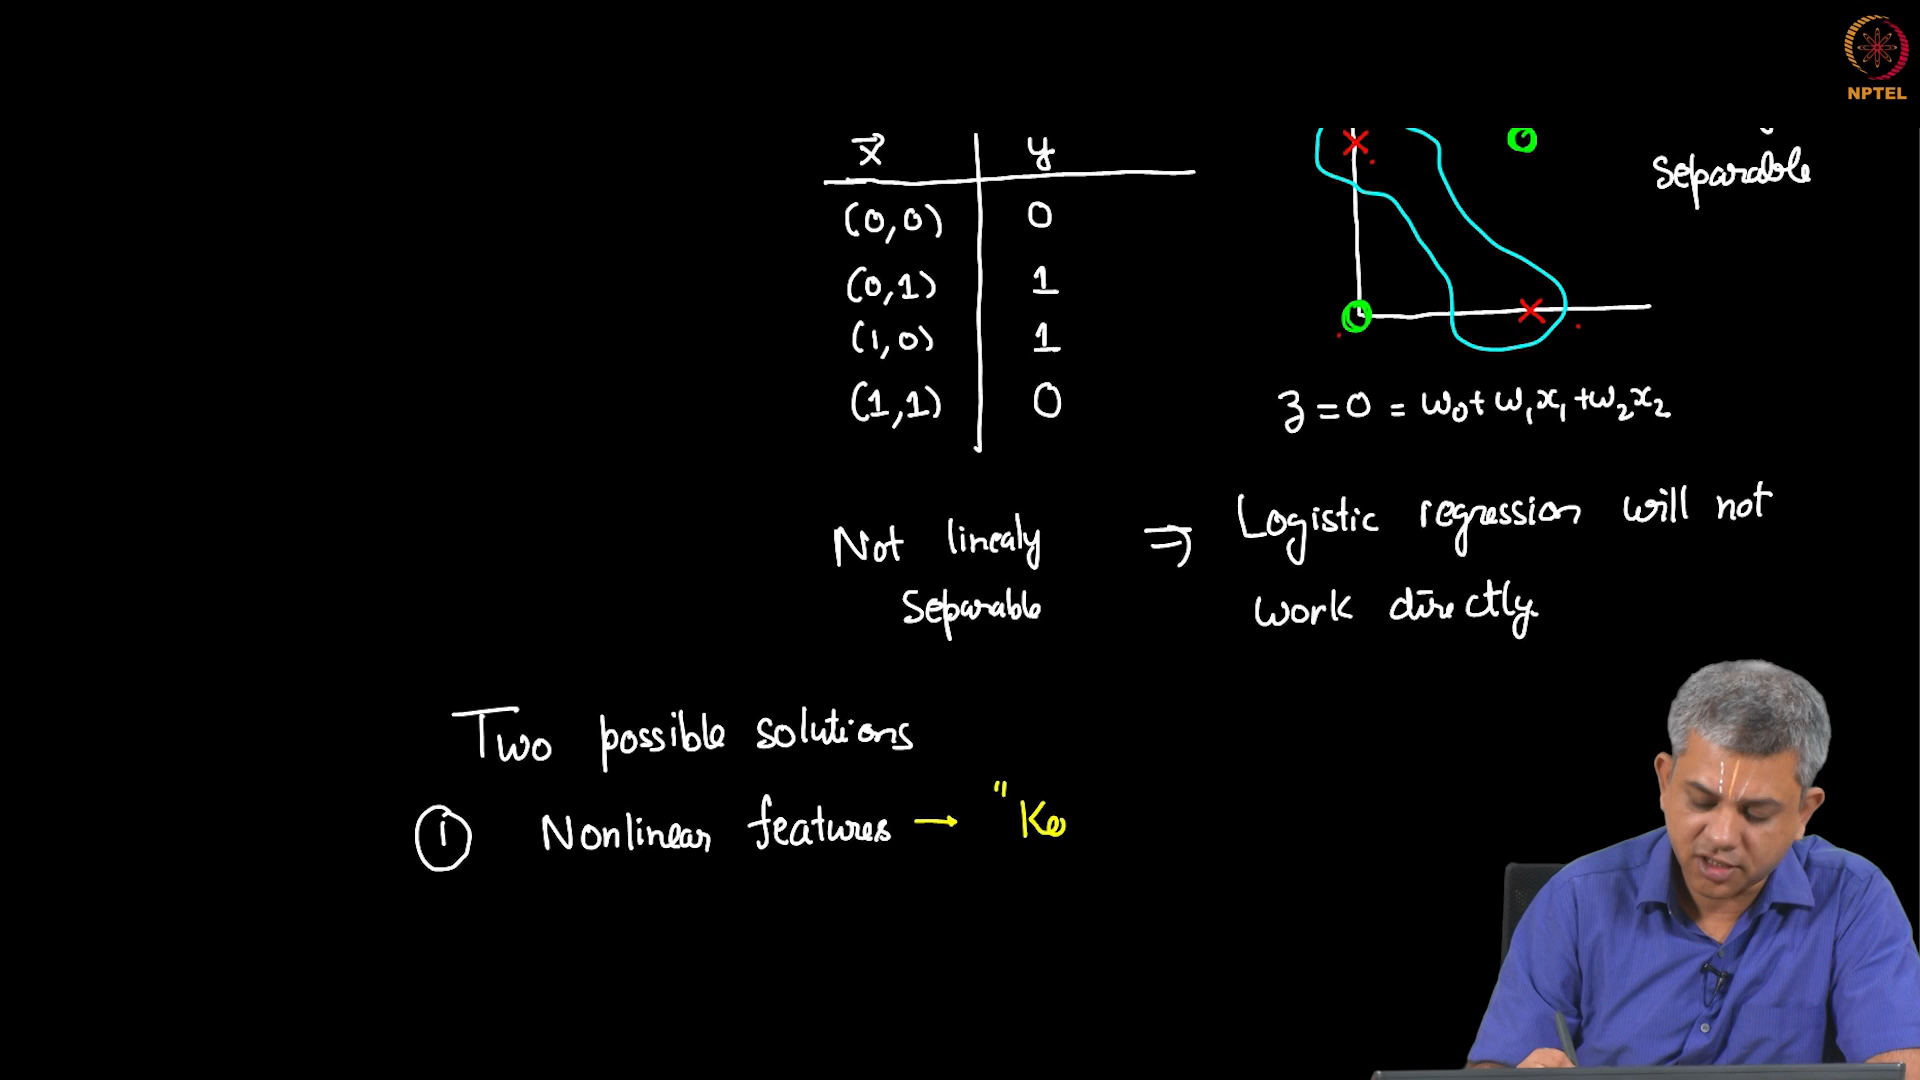 NPTEL
x⃗ y
(0,0) 0
(0,1) 1
(1,0) 1
(1,1) 0
Separable
z = 0 = w₀+ w₁x₁+w₂x₂
Not linealy Separable
⇒
Logistic regression will not
work directly.
Two possible solutions
① Nonlinear features → "Ke